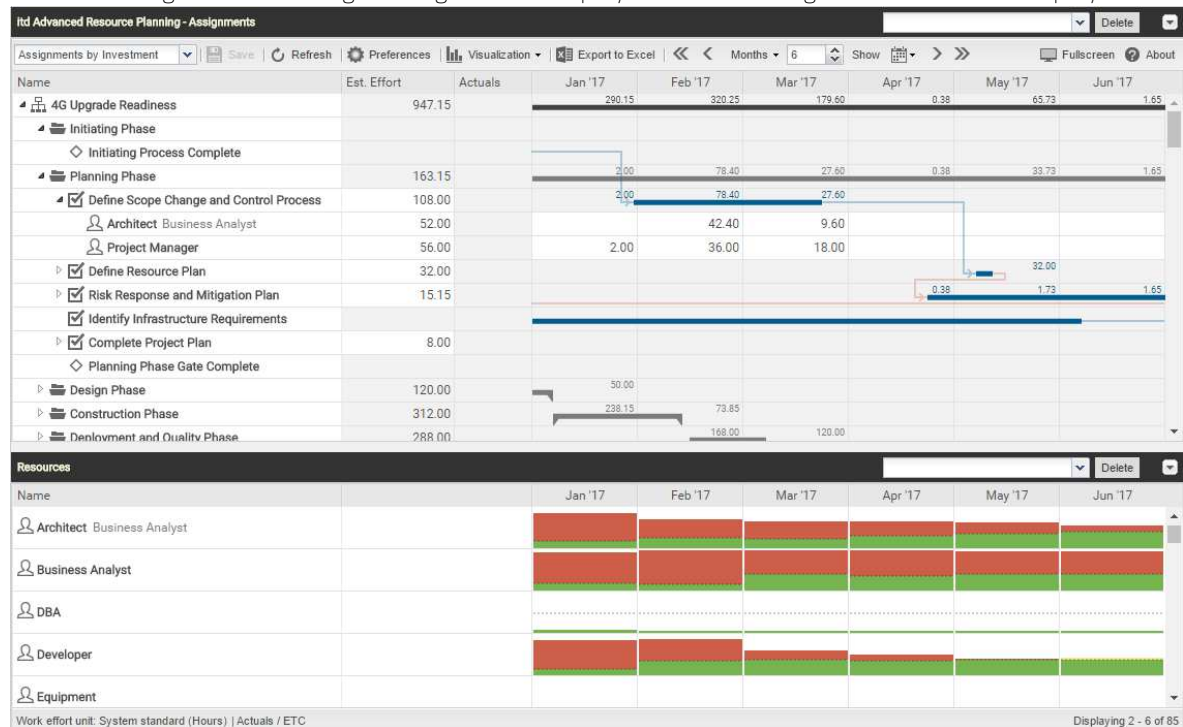 itd Advanced Resource Planning - Assignments Delete
Assignments by Investment Save Refresh Preferences Visualization Export to Excel Months 6 Show Fullscreen About
Name Est. Effort Actuals Jan '17 Feb '17 Mar '17 Apr '17 May '17 Jun '17
4G Upgrade Readiness 947.15 290.15 320.25 179.60 0.38 65.73 1.65
Initiating Phase
Initiating Process Complete
Planning Phase 163.15 2.00 78.40 27.60 0.38 33.73 1.65
Define Scope Change and Control Process 108.00 2.00 78.40 27.60
Architect Business Analyst 52.00 42.40 9.60
Project Manager 56.00 2.00 36.00 18.00
Define Resource Plan 32.00 32.00
Risk Response and Mitigation Plan 15.15 0.38 1.73 1.65
Identify Infrastructure Requirements
Complete Project Plan 8.00
Planning Phase Gate Complete
Design Phase 120.00 50.00
Construction Phase 312.00 238.15 73.85
Deployment and Quality Phase 288.00 168.00 120.00
Resources Delete
Name Jan '17 Feb '17 Mar '17 Apr '17 May '17 Jun '17
Architect Business Analyst
Business Analyst
DBA
Developer
Equipment
Work effort unit: System standard (Hours) | Actuals / ETC Displaying 2 - 6 of 85